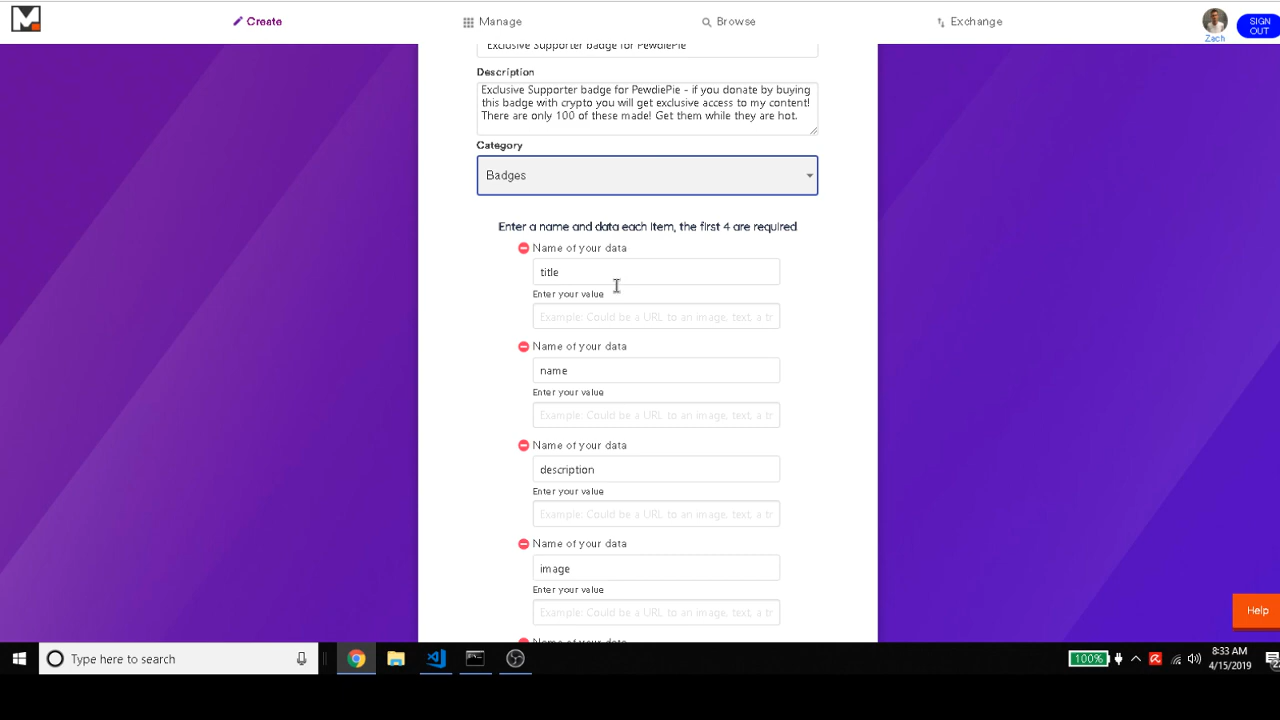 Create
Manage
Browse
Exchange
Zach
SIGN
OUT
Exclusive Supporter badge for PewdiePie
Description
Exclusive Supporter badge for PewdiePie - if you donate by buying
this badge with crypto you will get exclusive access to my content!
There are only 100 of these made! Get them while they are hot.
Category
Badges
Enter a name and data each item, the first 4 are required.
Name of your data
title
Enter your value
Example: Could be a URL to an image, text, a tr
Name of your data
name
Enter your value
Example: Could be a URL to an image, text, a tr
Name of your data
description
Enter your value
Example: Could be a URL to an image, text, a tr
Name of your data
image
Enter your value
Example: Could be a URL to an image, text, a tr
Name of your data
Help
Type here to search
100%
8:33 AM
4/15/2019